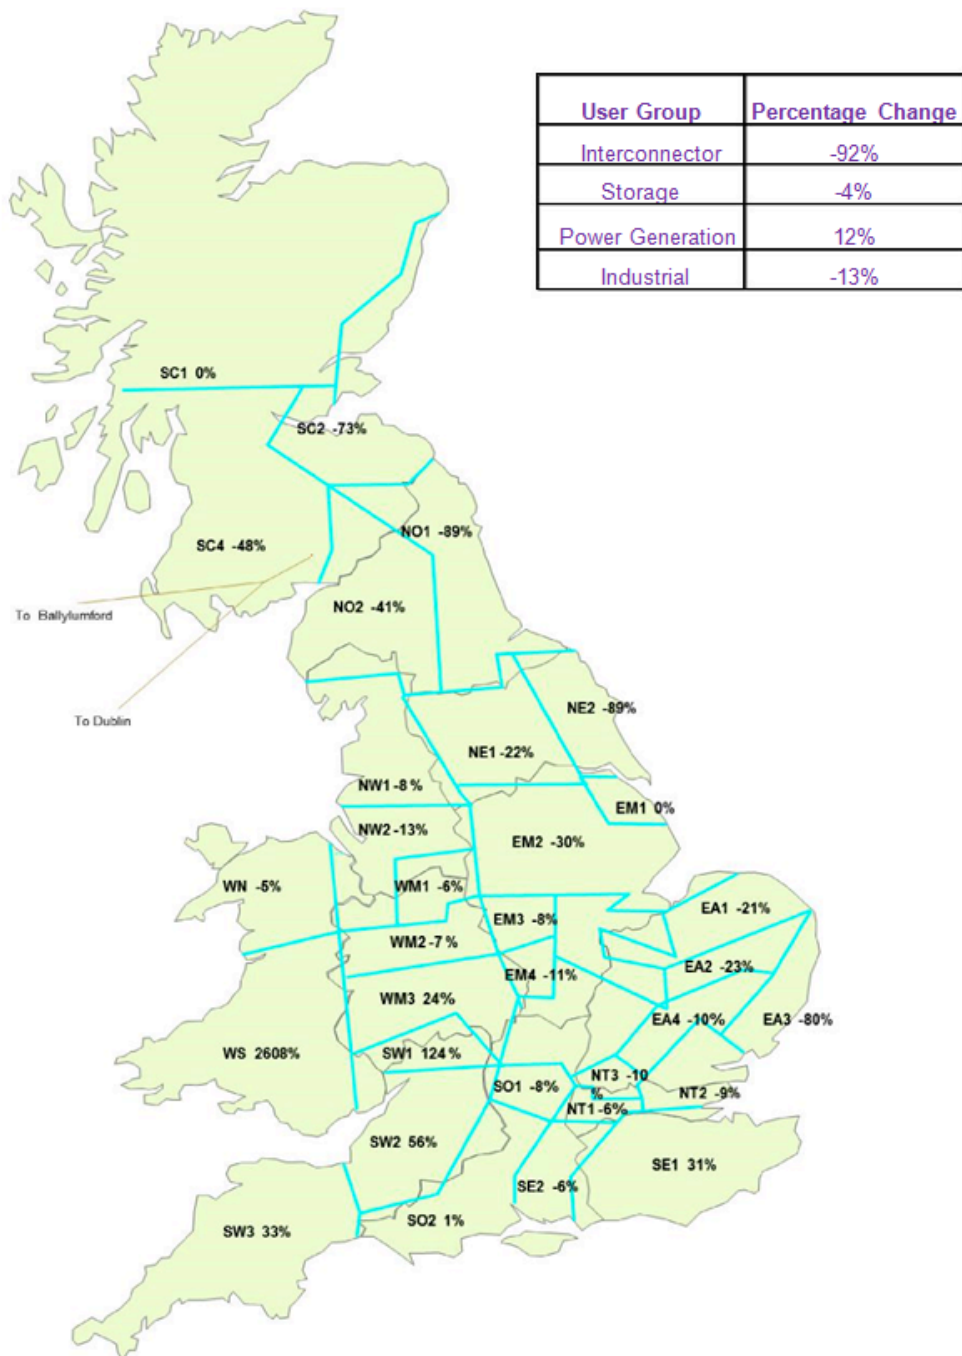 User Group Percentage Change
Interconnector -92%
Storage -4%
Power Generation 12%
Industrial -13%
SC1 0%
SC2 -73%
NO1 -89%
SC4 -48%
NO2 -41%
To Ballylumford
To Dublin
NE2 -89%
NE1 -22%
NW1 -8%
EM1 0%
NW2 -13%
EM2 -30%
WN -5%
WM1 -6%
EA1 -21%
EM3 -8%
WM2 -7%
EA2 -23%
EM4 -11%
WM3 24%
EA4 -10%
EA3 -80%
WS 2608%
SW1 124%
NT3 -10
%
SO1 -8%
NT2 -9%
NT1 -6%
SW2 56%
SE1 31%
SE2 -6%
SO2 1%
SW3 33%